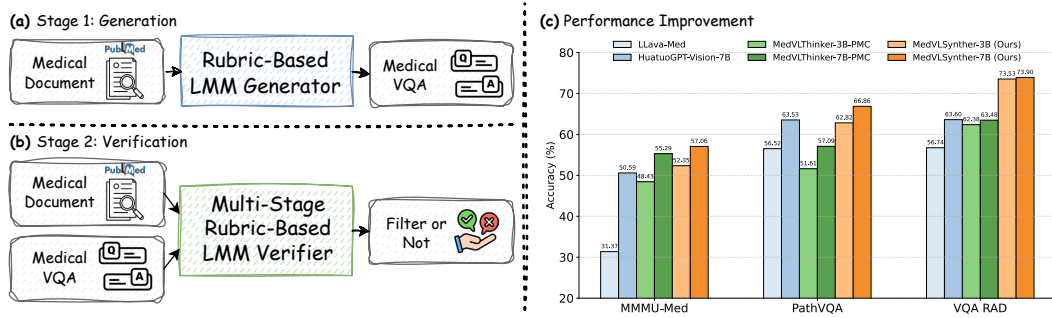 (a) Stage 1: Generation
PubMed
Medical
Document
Rubric-Based
LMM Generator
Medical
VQA
Q
A
(b) Stage 2: Verification
PubMed
Medical
Document
Medical
VQA
Q
A
Multi-Stage
Rubric-Based
LMM Verifier
Filter or
Not
(c) Performance Improvement
LLava-Med
HuatuoGPT-Vision-7B
MedVLThinker-3B-PMC
MedVLThinker-7B-PMC
MedVLSynther-3B (Ours)
MedVLSynther-7B (Ours)
Accuracy (%)
80
70
60
50
40
30
20
31.37
50.59
48.43
55.29
52.35
57.06
56.52
63.53
51.61
57.09
62.82
66.86
56.74
63.60
62.38
63.48
73.53
73.90
MMMU-Med
PathVQA
VQA RAD